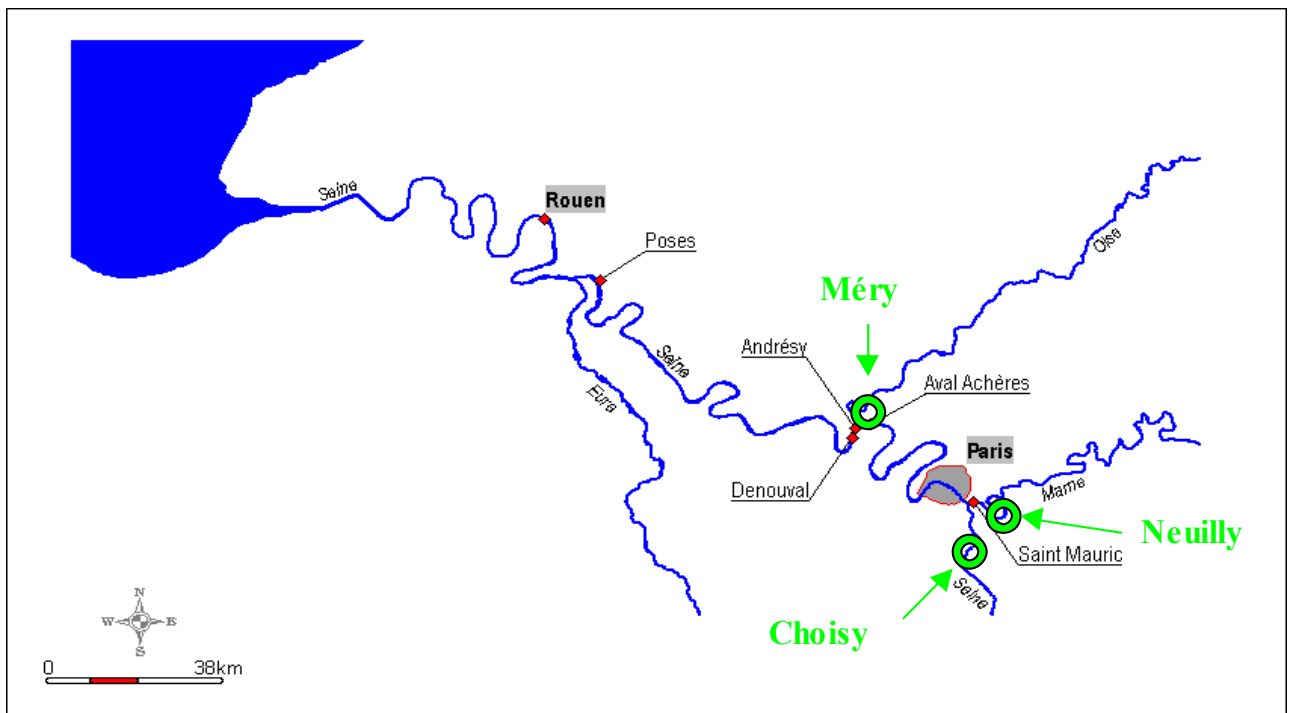 Seine
Rouen
Poses
Oise
Méry
Andrésy
Seine
Aval Achères
Eure
Paris
Denouval
Marne
Neuilly
Saint Mauric
Seine
Choisy
N
W E
S
0 38km